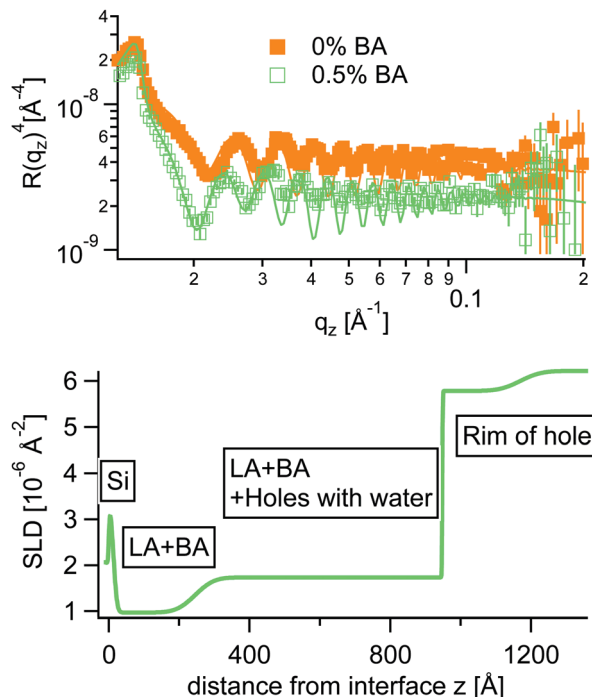 0% BA
0.5% BA
R(q_z)^4 [Å^-4]
4
2
10^-8
6
4
2
10^-9
2
3
4
5
6
7
8
9
0.1
2
q_z [Å^-1]
SLD [10^-6 Å^-2]
6
5
4
3
2
1
Si
LA+BA
LA+BA
+Holes with water
Rim of hole
0
400
800
1200
distance from interface z [Å]